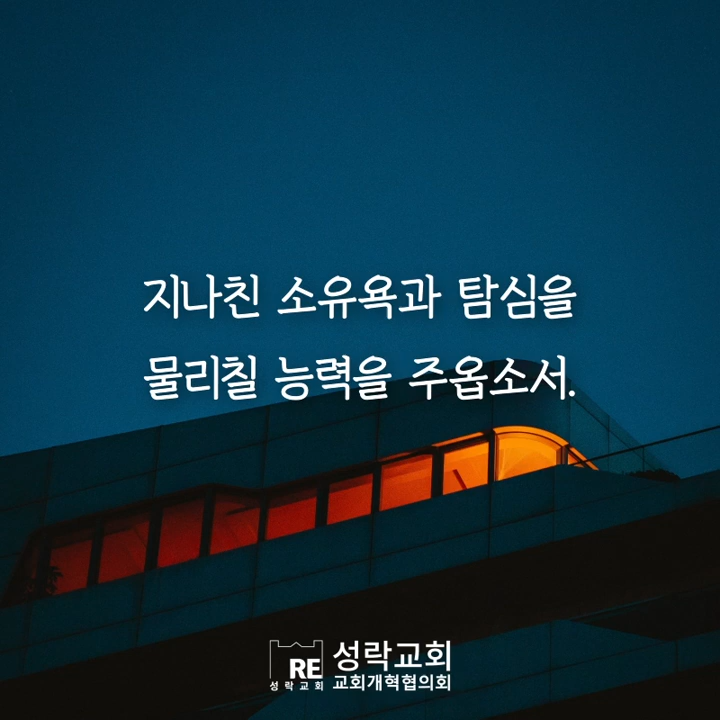 지나친 소유욕과 탐심을
물리칠 능력을 주옵소서.
RE
성락교회
성락교회
교회개혁협의회